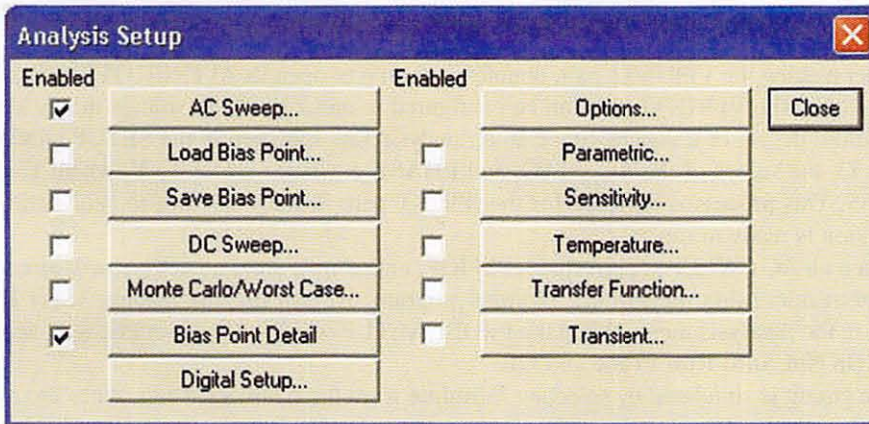 Analysis Setup
Enabled
AC Sweep...
Load Bias Point...
Save Bias Point...
DC Sweep...
Monte Carlo/Worst Case...
Bias Point Detail
Digital Setup...
Enabled
Options...
Parametric...
Sensitivity...
Temperature...
Transfer Function...
Transient...
Close